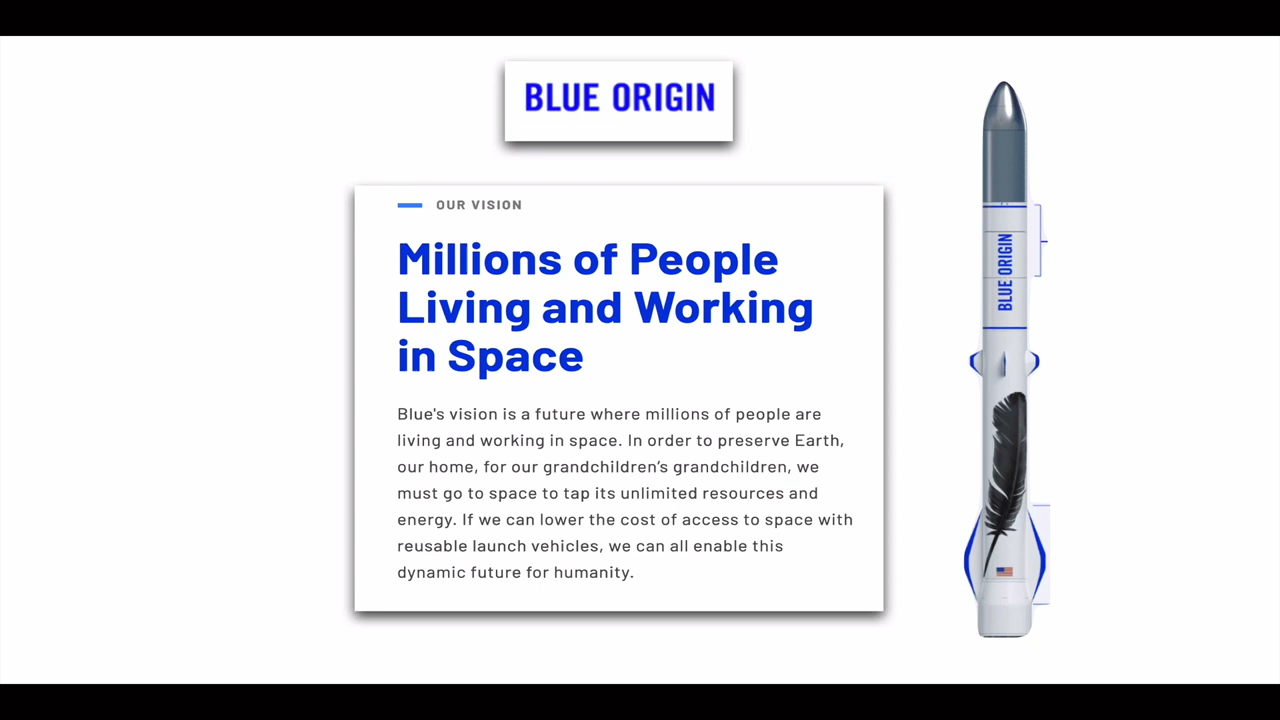 BLUE ORIGIN
OUR VISION
Millions of People
Living and Working
in Space
Blue's vision is a future where millions of people are
living and working in space. In order to preserve Earth,
our home, for our grandchildren’s grandchildren, we
must go to space to tap its unlimited resources and
energy. If we can lower the cost of access to space with
reusable launch vehicles, we can all enable this
dynamic future for humanity.
BLUE ORIGIN